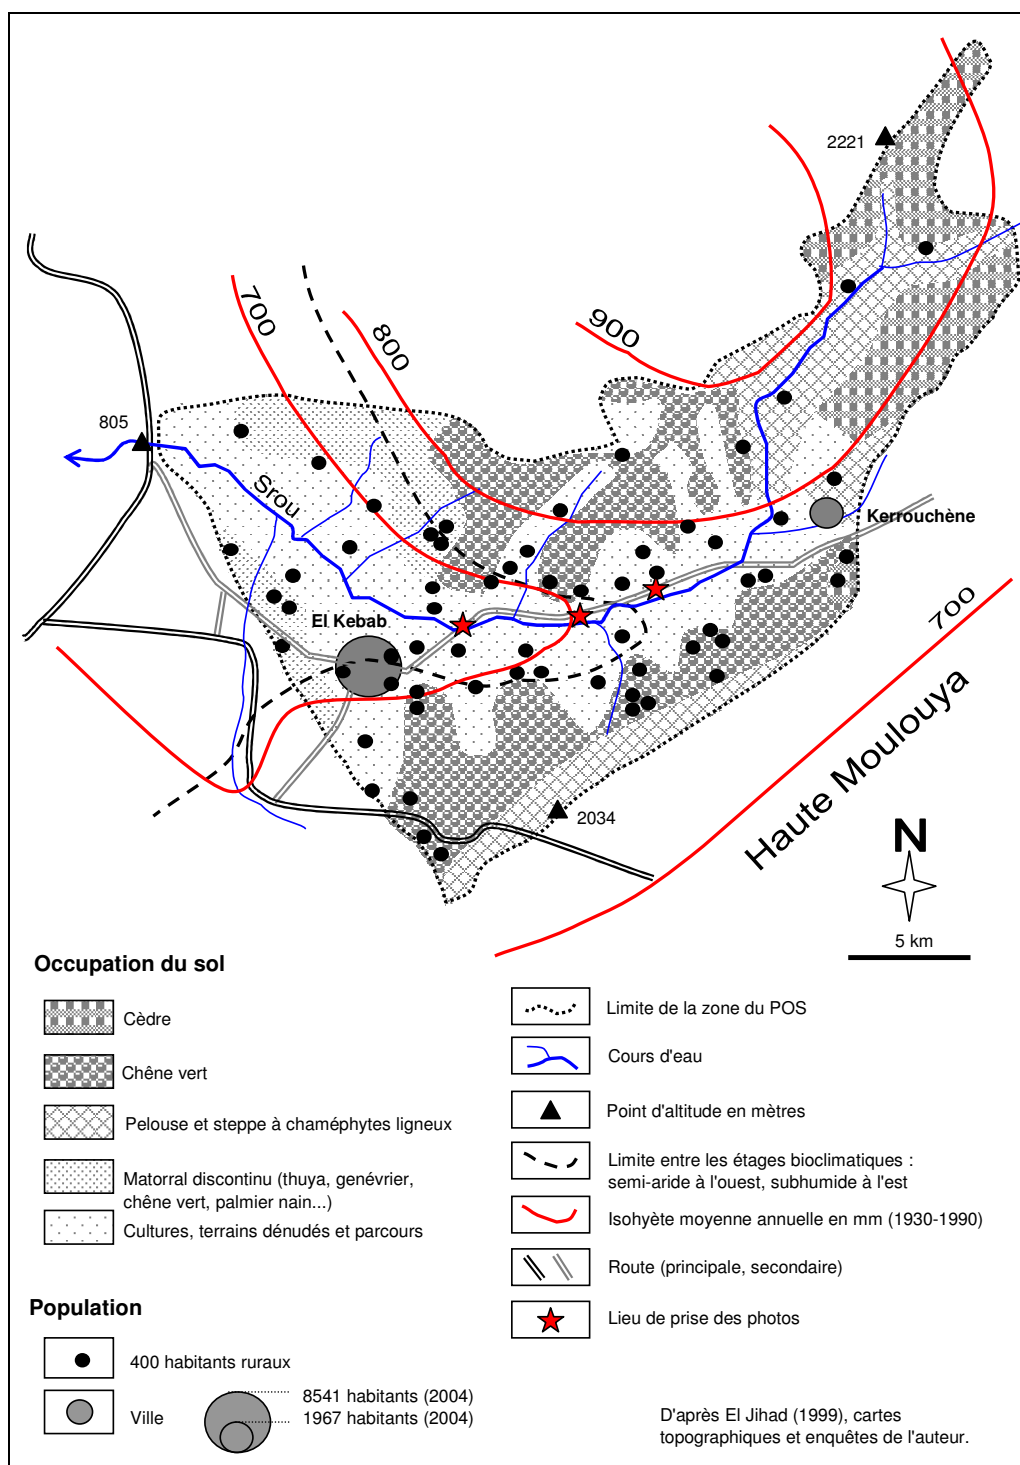 2221
700
800
900
805
Srou
Kerrouchène
El Kebab
700
Haute Moulouya
2034
N
5 km
Occupation du sol
Cèdre
Chêne vert
Pelouse et steppe à chaméphytes ligneux
Matorral discontinu (thuya, genévrier,
chêne vert, palmier nain...)
Cultures, terrains dénudés et parcours
Population
400 habitants ruraux
Ville
8541 habitants (2004)
1967 habitants (2004)
Limite de la zone du POS
Cours d'eau
Point d'altitude en mètres
Limite entre les étages bioclimatiques :
semi-aride à l'ouest, subhumide à l'est
Isohyète moyenne annuelle en mm (1930-1990)
Route (principale, secondaire)
Lieu de prise des photos
D'après El Jihad (1999), cartes
topographiques et enquêtes de l'auteur.